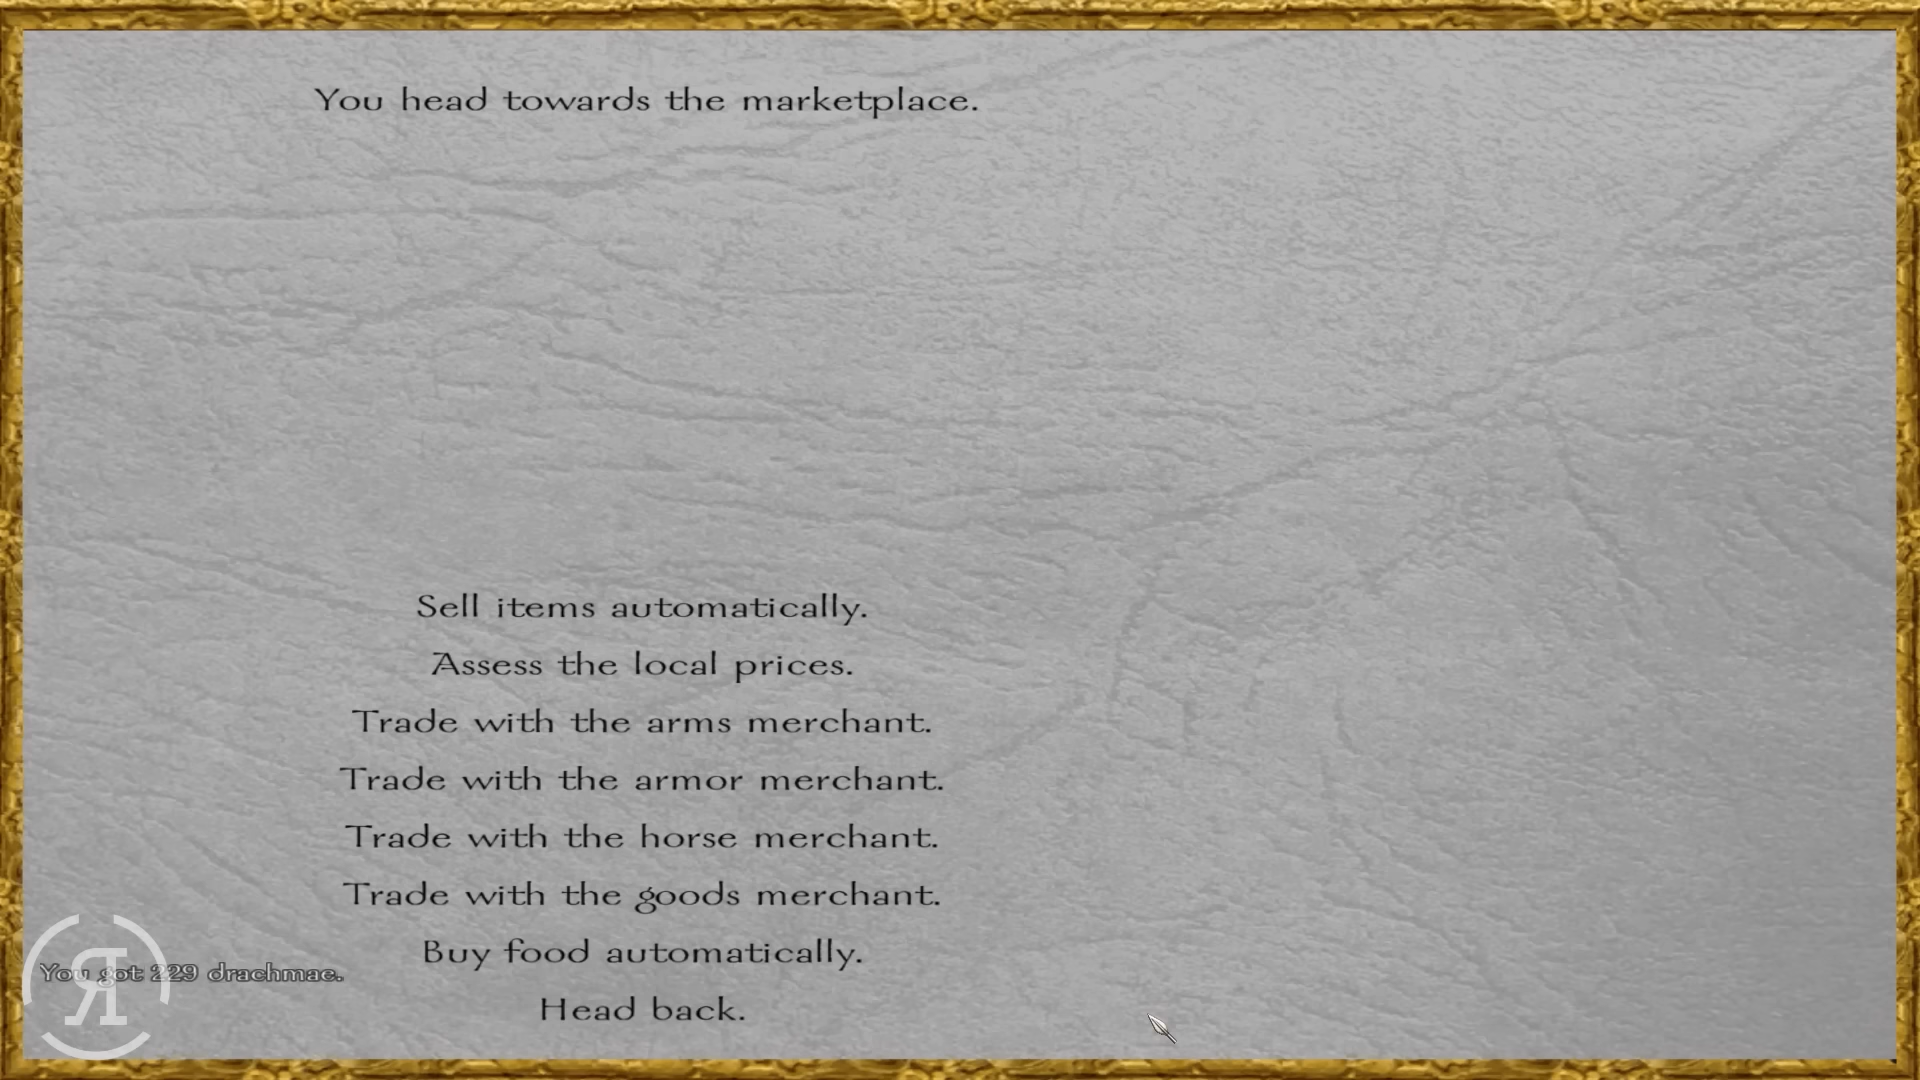 You head towards the marketplace.
Sell items automatically.
Assess the local prices.
Trade with the arms merchant.
Trade with the armor merchant.
Trade with the horse merchant.
Trade with the goods merchant.
Buy food automatically.
You got 229 drachmae.
Head back.